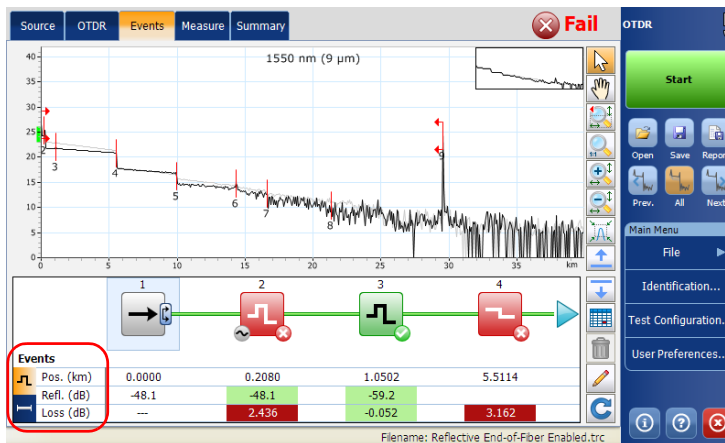 Source OTDR Events Measure Summary Fail OTDR
1550 nm (9 µm)
40
35
30
25
20
15
10
5
0
2 3 4 5 6 7 8 9
0 5 10 15 20 25 30 35 km
1:1
Start
Open Save Repor
Prev. All Next
Main Menu
File
Identification...
Test Configuration.
User Preferences..
1 2 3 4
Events
Pos. (km) 0.0000 0.2080 1.0502 5.5114
Refl. (dB) -48.1 -48.1 -59.2
Loss (dB) --- 2.436 -0.052 3.162
Filename: Reflective End-of-Fiber Enabled.trc